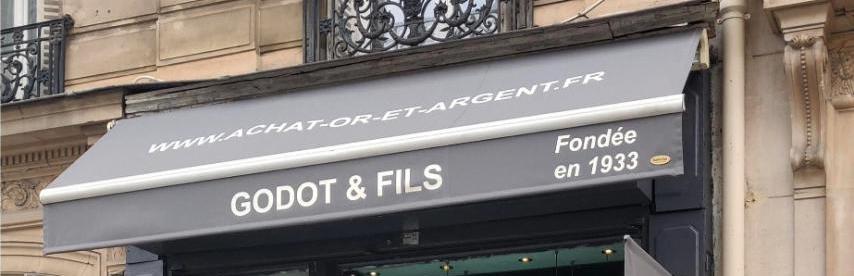 WWW.ACHAT-OR-ET-ARGENT.FR
GODOT & FILS
Fondée
en 1933